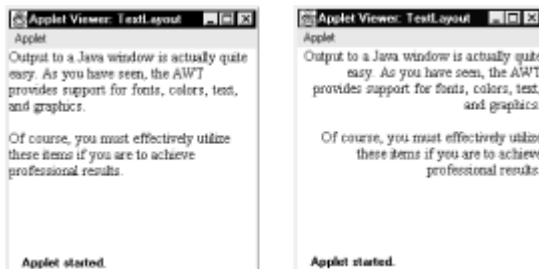 Applet Viewer: TextLayout
Applet
Output to a Java window is actually quite
easy. As you have seen, the AWT
provides support for fonts, colors, text,
and graphics.
Of course, you must effectively utilize
these items if you are to achieve
professional results.
Applet started.
Applet Viewer: TextLayout
Applet
Output to a Java window is actually quite
easy. As you have seen, the AWT
provides support for fonts, colors, text,
and graphics.
Of course, you must effectively utilize
these items if you are to achieve
professional results.
Applet started.